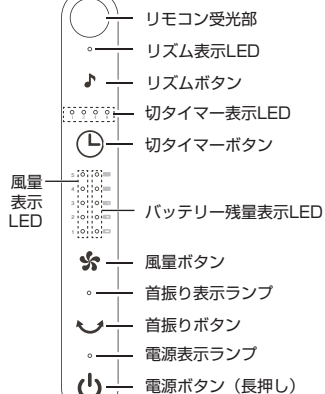 リモコン受光部
リズム表示LED
リズムボタン
切タイマー表示LED
切タイマーボタン
風量
表示
LED
バッテリー残量表示LED
風量ボタン
首振り表示ランプ
首振りボタン
電源表示ランプ
電源ボタン（長押し）